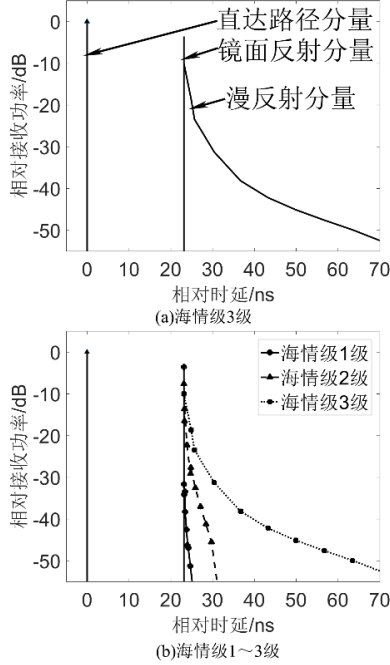 0
-10
-20
-30
-40
-50
相对接收功率/dB
直达路径分量
镜面反射分量
漫反射分量
0 10 20 30 40 50 60 70
相对时延/ns
(a)海情级3级
0
-10
-20
-30
-40
-50
相对接收功率/dB
海情级1级
海情级2级
海情级3级
0 10 20 30 40 50 60 70
相对时延/ns
(b)海情级1～3级